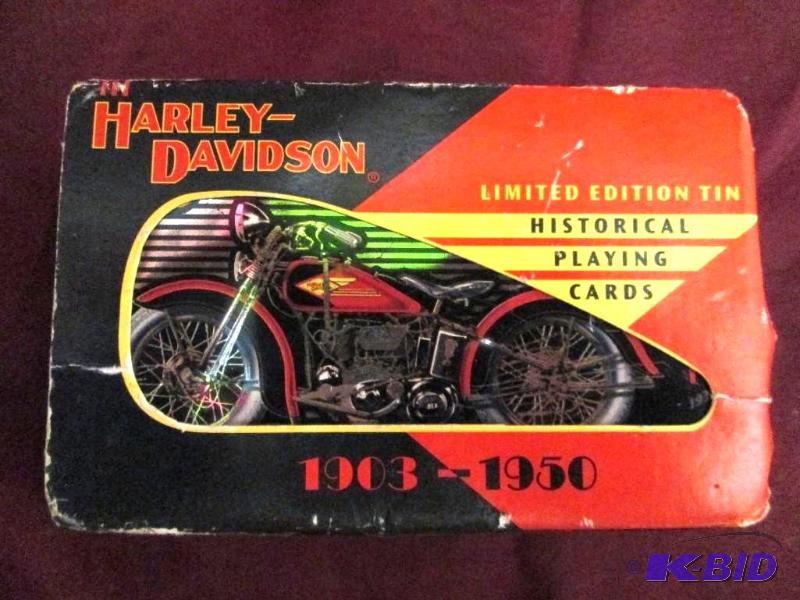 HARLEY-
DAVIDSON®
LIMITED EDITION TIN
HISTORICAL
PLAYING
CARDS
1903-1950
© K-BID